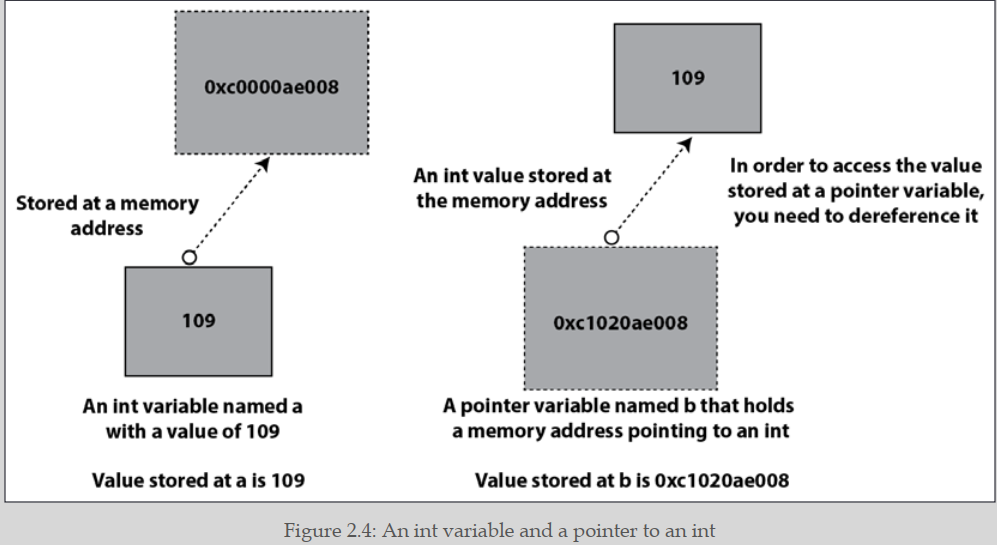 0xc0000ae008
Stored at a memory
address
109
An int variable named a
with a value of 109
Value stored at a is 109
109
An int value stored at
the memory address
In order to access the value
stored at a pointer variable,
you need to dereference it
0xc1020ae008
A pointer variable named b that holds
a memory address pointing to an int
Value stored at b is 0xc1020ae008
Figure 2.4: An int variable and a pointer to an int